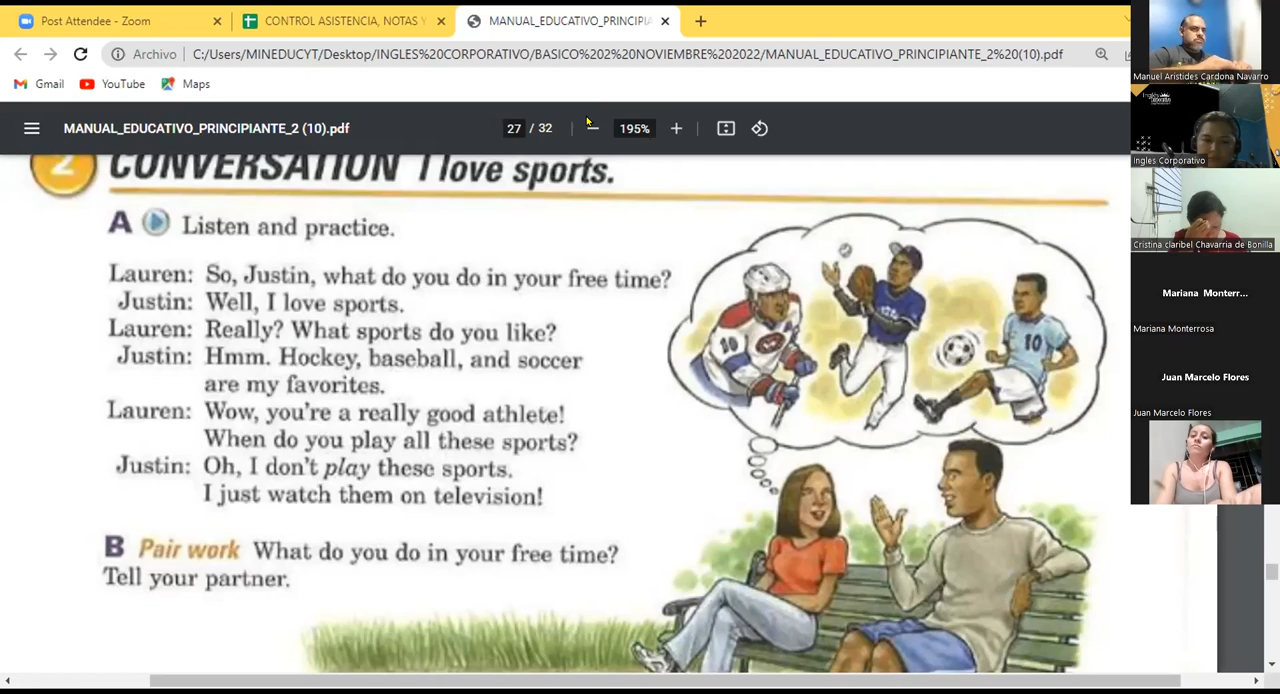 Post Attendee - Zoom
CONTROL ASISTENCIA, NOTAS Y
MANUAL_EDUCATIVO_PRINCIPIA
Archivo
C:/Users/MINEDUCYT/Desktop/INGLES%20CORPORATIVO/BASICO%202%20NOVIEMBRE%202022/MANUAL_EDUCATIVO_PRINCIPIANTE_2%20(10).pdf
Gmail
YouTube
Maps
MANUAL_EDUCATIVO_PRINCIPIANTE_2 (10).pdf
27 / 32
195%
2 CONVERSATION I love sports.
A Listen and practice.
Lauren: So, Justin, what do you do in your free time?
Justin: Well, I love sports.
Lauren: Really? What sports do you like?
Justin: Hmm. Hockey, baseball, and soccer
are my favorites.
Lauren: Wow, you're a really good athlete!
When do you play all these sports?
Justin: Oh, I don't play these sports.
I just watch them on television!
B Pair work What do you do in your free time?
Tell your partner.
10
10
Manuel Aristides Cardona Navarro
Ingles Corporativo
Cristina claribel Chavarria de Bonilla
Mariana Monterr...
Mariana Monterrosa
Juan Marcelo Flores
Juan Marcelo Flores